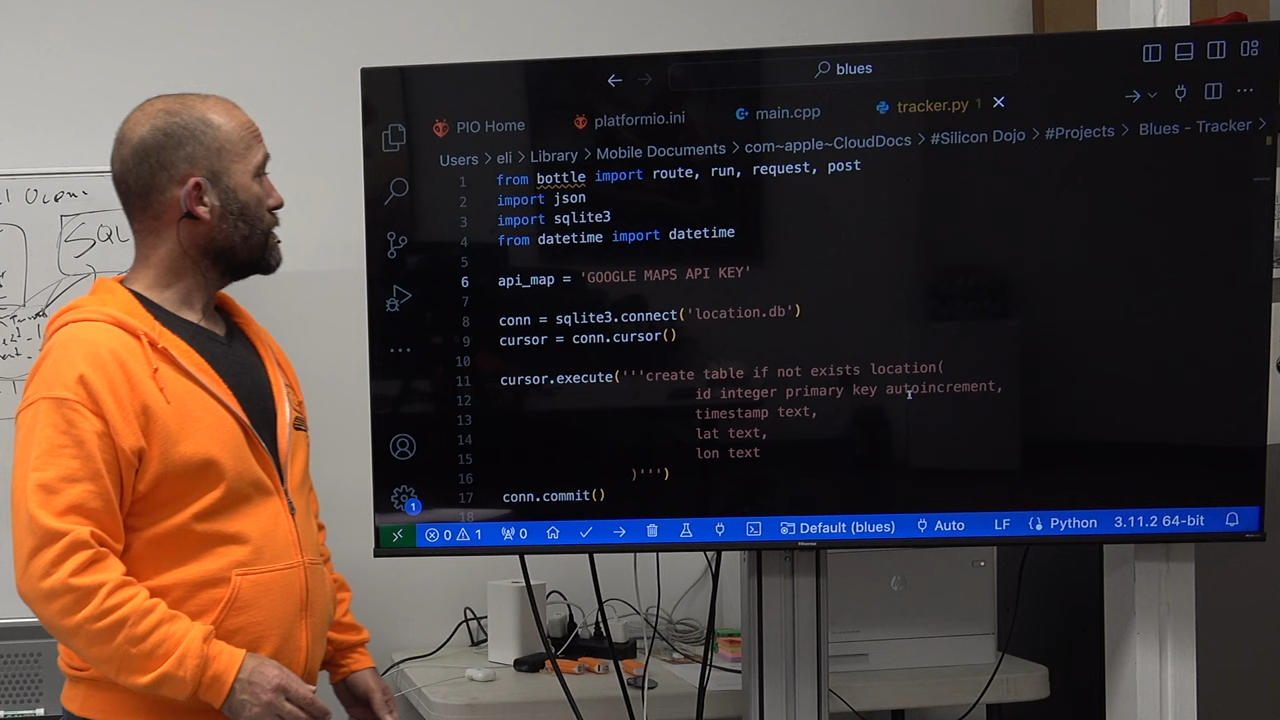 blues
PIO Home
platformio.ini
main.cpp
tracker.py 1
Users > eli > Library > Mobile Documents > com~apple~CloudDocs > #Silicon Dojo > #Projects > Blues - Tracker >
1 from bottle import route, run, request, post
2 import json
3 import sqlite3
4 from datetime import datetime
5
6 api_map = 'GOOGLE MAPS API KEY'
7
8 conn = sqlite3.connect('location.db')
9 cursor = conn.cursor()
10
11 cursor.execute('''create table if not exists location(
12 id integer primary key autoincrement,
13 timestamp text,
14 lat text,
15 lon text
16 )''')
17 conn.commit()
18
1
0 1 0 Default (blues) Auto LF Python 3.11.2 64-bit
Hisense
hp
SQL